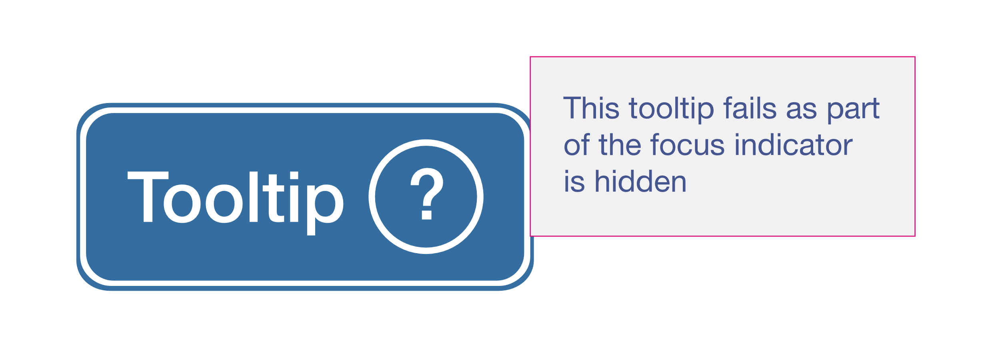 Tooltip ?
This tooltip fails as part
of the focus indicator
is hidden